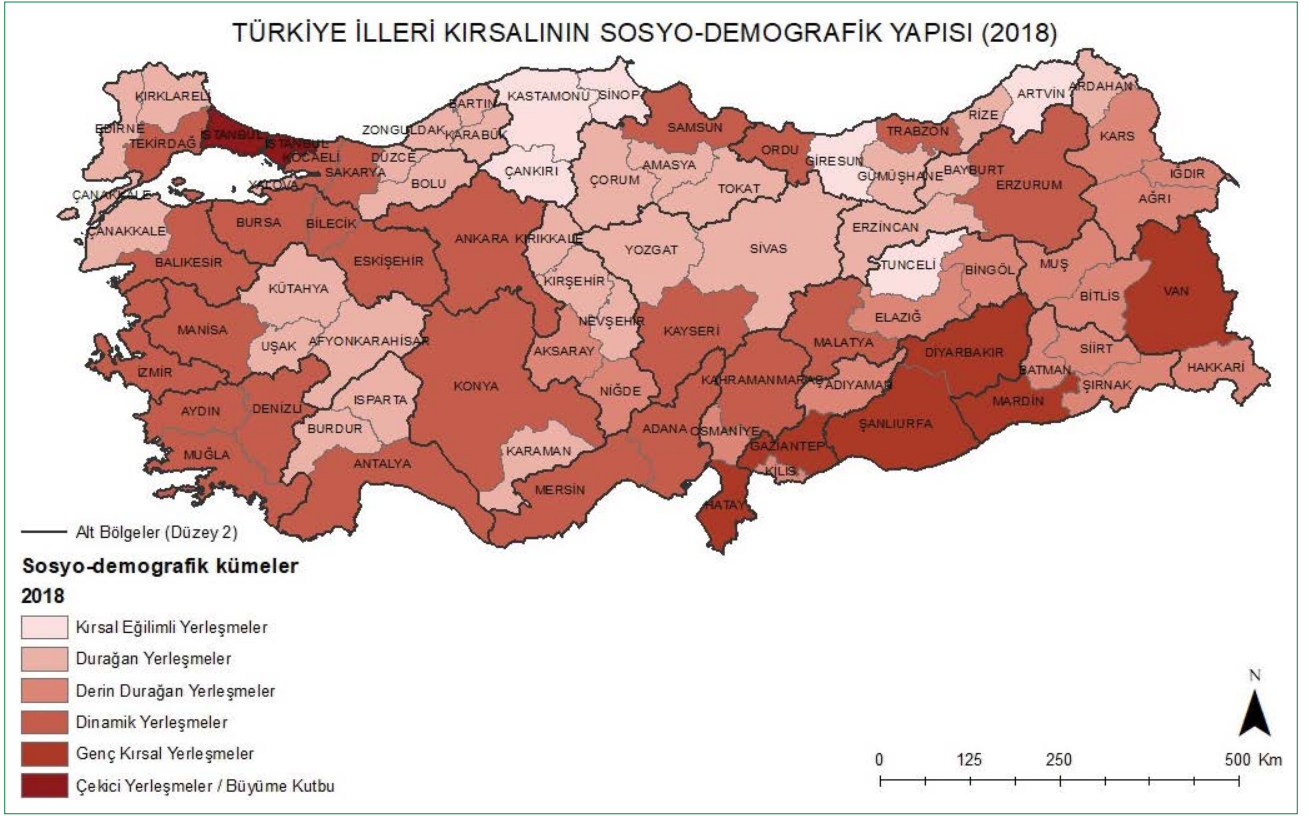 TÜRKİYE İLLERİ KIRSALININ SOSYO-DEMOGRAFİK YAPISI (2018)
KIRKLARELİ
EDİRNE
TEKİRDAĞ
İSTANBUL
İSTANBUL
KOCAELİ
YALOVA
SAKARYA
DÜZCE
ZONGULDAK
BARTIN
KARABÜK
BOLU
KASTAMONU
SİNOP
ÇANKIRI
SAMSUN
ORDU
GİRESUN
TRABZON
RİZE
ARTVİN
ARDAHAN
KARS
IĞDIR
AĞRI
ERZURUM
BAYBURT
GÜMÜŞHANE
AMASYA
TOKAT
ÇORUM
ÇANAKKALE
ÇANAKKALE
BALIKESİR
BURSA
BİLECİK
ESKİŞEHİR
ANKARA
KIRIKKALE
YOZGAT
SİVAS
ERZİNCAN
TUNCELİ
BİNGÖL
MUŞ
BİTLİS
VAN
KÜTAHYA
KIRŞEHİR
NEVŞEHİR
KAYSERİ
MALATYA
ELAZIĞ
DİYARBAKIR
BATMAN
SİİRT
ŞIRNAK
HAKKARİ
MANİSA
UŞAK
AFYONKARAHİSAR
AKSARAY
NİĞDE
KONYA
KAHRAMANMARAŞ
ADIYAMAN
ŞANLIURFA
MARDİN
İZMİR
AYDIN
DENİZLİ
ISPARTA
BURDUR
MUĞLA
ANTALYA
KARAMAN
MERSİN
ADANA
OSMANİYE
GAZİANTEP
KİLİS
HATAY
Alt Bölgeler (Düzey 2)
Sosyo-demografik kümeler
2018
Kırsal Eğilimli Yerleşmeler
Durağan Yerleşmeler
Derin Durağan Yerleşmeler
Dinamik Yerleşmeler
Genç Kırsal Yerleşmeler
Çekici Yerleşmeler / Büyüme Kutbu
N
0 125 250 500 Km